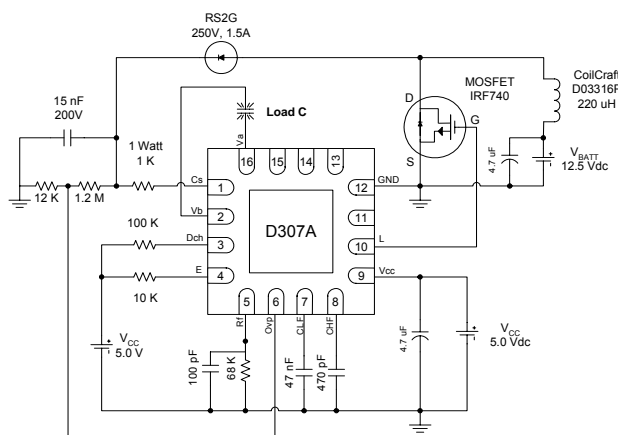 RS2G
250V, 1.5A
CoilCraft
D03316P
220 uH
MOSFET
IRF740
D
G
S
15 nF
200V
Load C
Va
4.7 uF
VBATT
12.5 Vdc
1 Watt
1 K
16
15
14
13
12 K
1.2 M
Cs
1
12
GND
Vb
2
11
D307A
100 K
Dch
3
10
L
10 K
E
4
9
Vcc
5
6
7
8
Rf
Ovp
CLF
CHF
VCC
5.0 V
100 pF
68 K
47 nF
470 pF
4.7 uF
VCC
5.0 Vdc